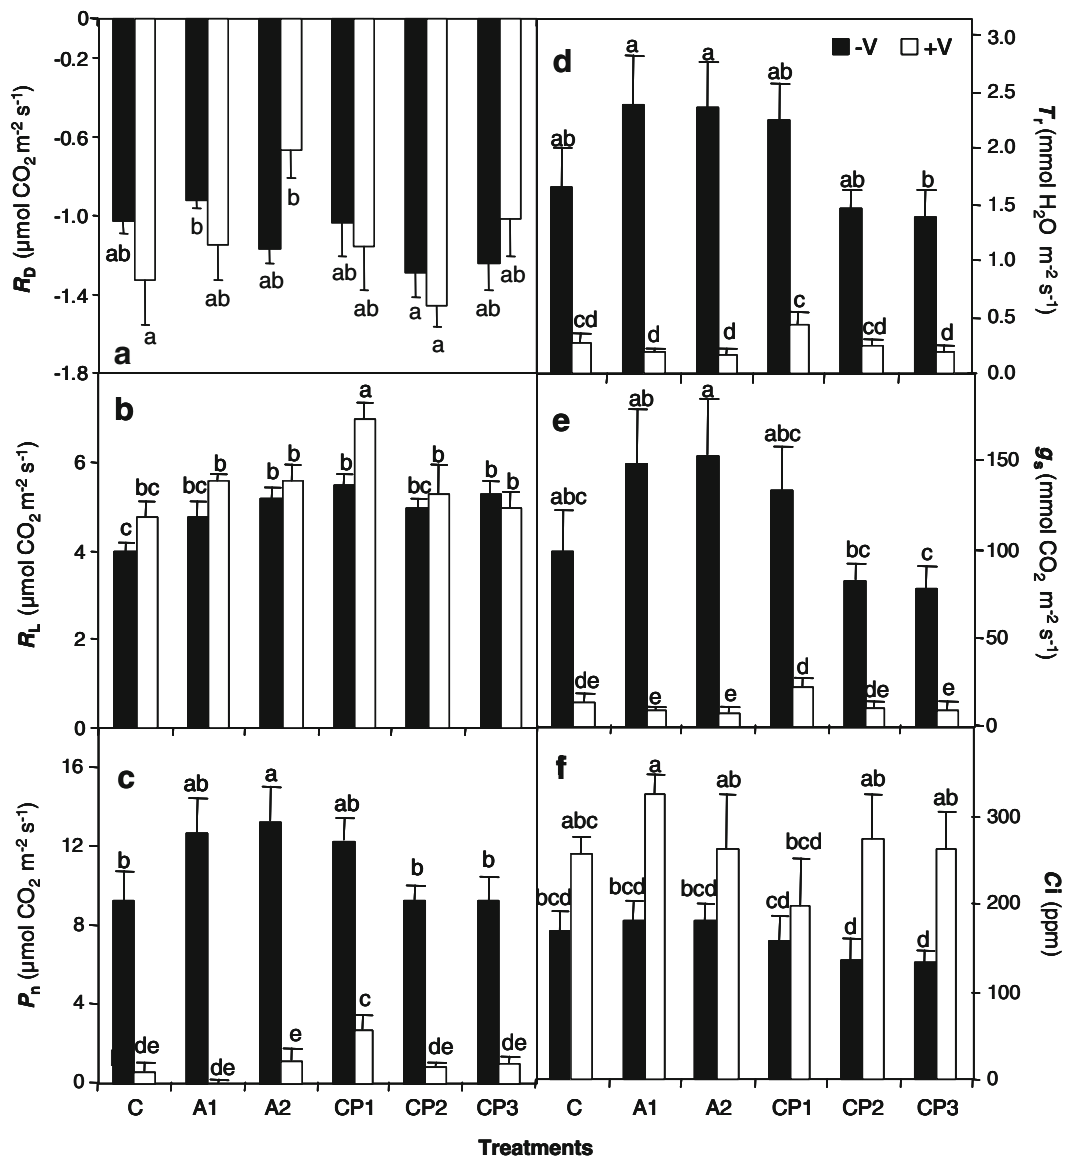 0
-0.2
-0.6
-1.0
-1.4
-1.8
R_D (µmol CO2 m-2 s-1)
ab a b ab ab b ab ab a a ab ab
a
d
-V +V
3.0
2.5
2.0
1.5
1.0
0.5
0.0
Tr (mmol H2O m-2 s-1)
ab cd a d a d ab c ab cd b d
b
6
4
2
0
R_L (µmol CO2 m-2 s-1)
c bc bc b b b b a bc b b b
e
150
100
50
0
gs (mmol CO2 m-2 s-1)
abc de ab e a e abc d bc de c e
c
16
12
8
4
0
Pn (µmol CO2 m-2 s-1)
b de ab de a e ab c b de b de
f
300
200
100
0
Ci (ppm)
bcd abc bcd a bcd ab cd bcd d ab d ab
C A1 A2 CP1 CP2 CP3
C A1 A2 CP1 CP2 CP3
Treatments